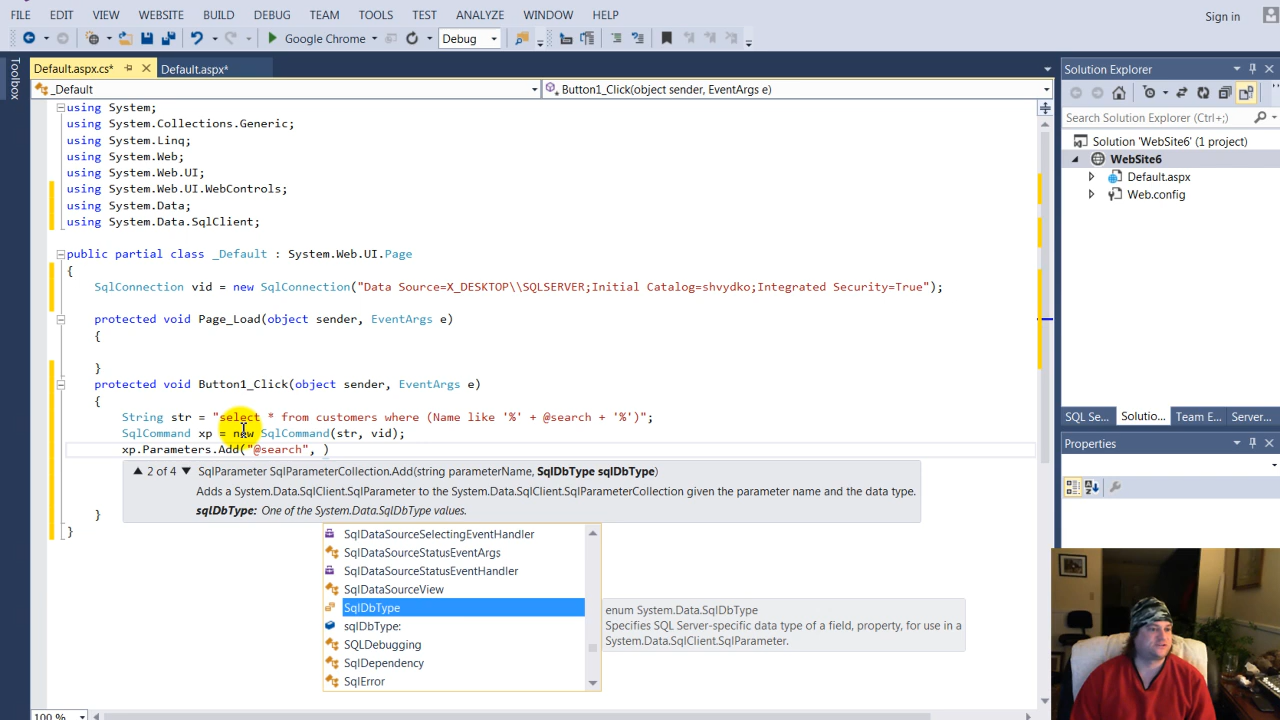 FILE EDIT VIEW WEBSITE BUILD DEBUG TEAM TOOLS TEST ANALYZE WINDOW HELP Sign in
Google Chrome Debug
Toolbox
Default.aspx.cs* Default.aspx*
_Default Button1_Click(object sender, EventArgs e)
using System;
using System.Collections.Generic;
using System.Linq;
using System.Web;
using System.Web.UI;
using System.Web.UI.WebControls;
using System.Data;
using System.Data.SqlClient;
public partial class _Default : System.Web.UI.Page
{
SqlConnection vid = new SqlConnection("Data Source=X_DESKTOP\\SQLSERVER;Initial Catalog=shvydko;Integrated Security=True");
protected void Page_Load(object sender, EventArgs e)
{
}
protected void Button1_Click(object sender, EventArgs e)
{
String str = "select * from customers where (Name like '%' + @search + '%')";
SqlCommand xp = new SqlCommand(str, vid);
xp.Parameters.Add("@search", )
▲ 2 of 4 ▼ SqlParameter SqlParameterCollection.Add(string parameterName, SqlDbType sqlDbType)
Adds a System.Data.SqlClient.SqlParameter to the System.Data.SqlClient.SqlParameterCollection given the parameter name and the data type.
sqlDbType: One of the System.Data.SqlDbType values.
}
}
SqlDataSourceSelectingEventHandler
SqlDataSourceStatusEventArgs
SqlDataSourceStatusEventHandler
SqlDataSourceView
SqlDbType
sqlDbType:
SQLDebugging
SqlDependency
SqlError
enum System.Data.SqlDbType
Specifies SQL Server-specific data type of a field, property, for use in a
System.Data.SqlClient.SqlParameter.
100 %
Solution Explorer
Search Solution Explorer (Ctrl+;)
Solution 'WebSite6' (1 project)
WebSite6
Default.aspx
Web.config
SQL Se... Solutio... Team E... Server...
Properties